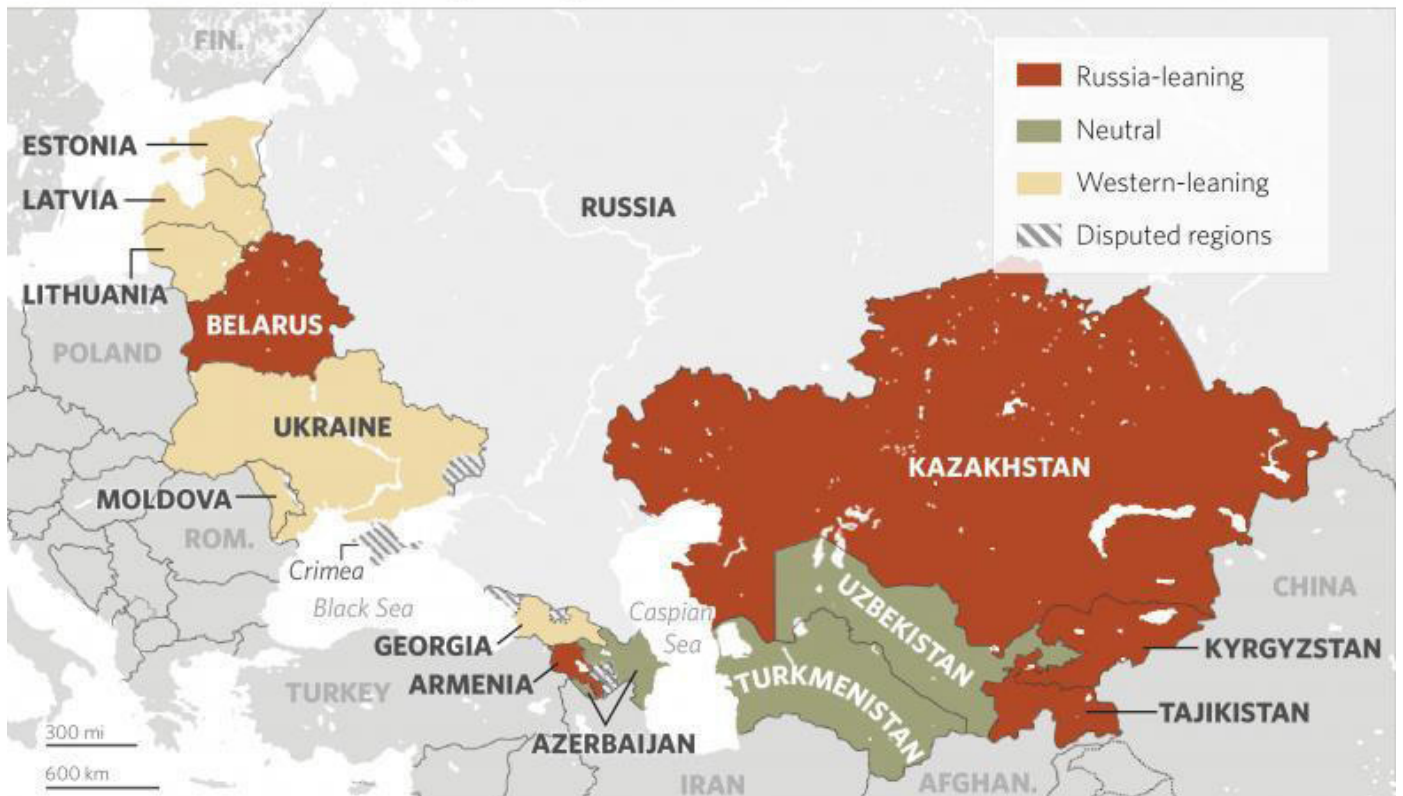 FIN.
Russia-leaning
Neutral
Western-leaning
Disputed regions
ESTONIA
LATVIA
LITHUANIA
RUSSIA
BELARUS
POLAND
UKRAINE
KAZAKHSTAN
MOLDOVA
ROM.
Crimea
Black Sea
CHINA
UZBEKISTAN
Caspian
Sea
GEORGIA
KYRGYZSTAN
ARMENIA
TURKEY
TURKMENISTAN
TAJIKISTAN
AZERBAIJAN
300 mi
600 km
IRAN
AFGHAN.